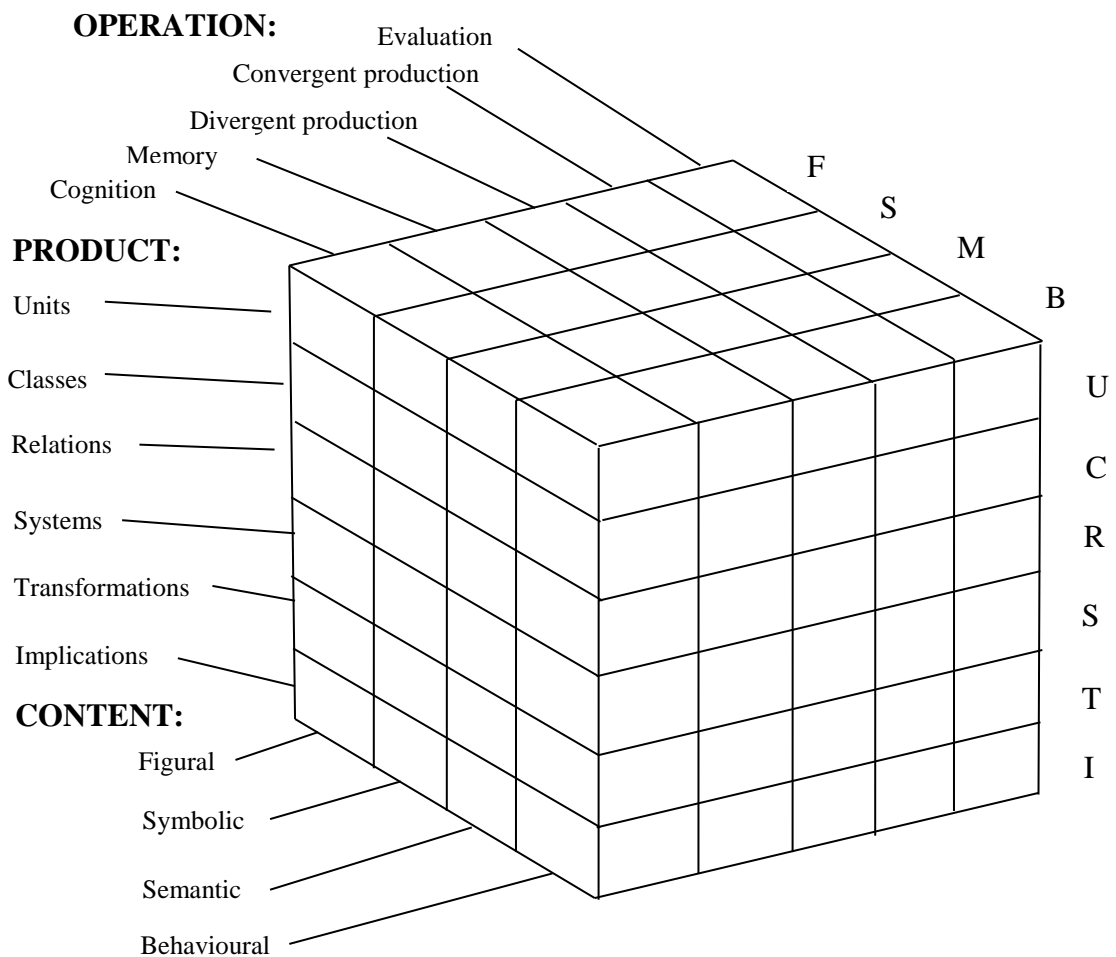 OPERATION:
Evaluation
Convergent production
Divergent production
Memory
Cognition
F
S
M
B
PRODUCT:
Units
Classes
Relations
Systems
Transformations
Implications
U
C
R
S
T
I
CONTENT:
Figural
Symbolic
Semantic
Behavioural